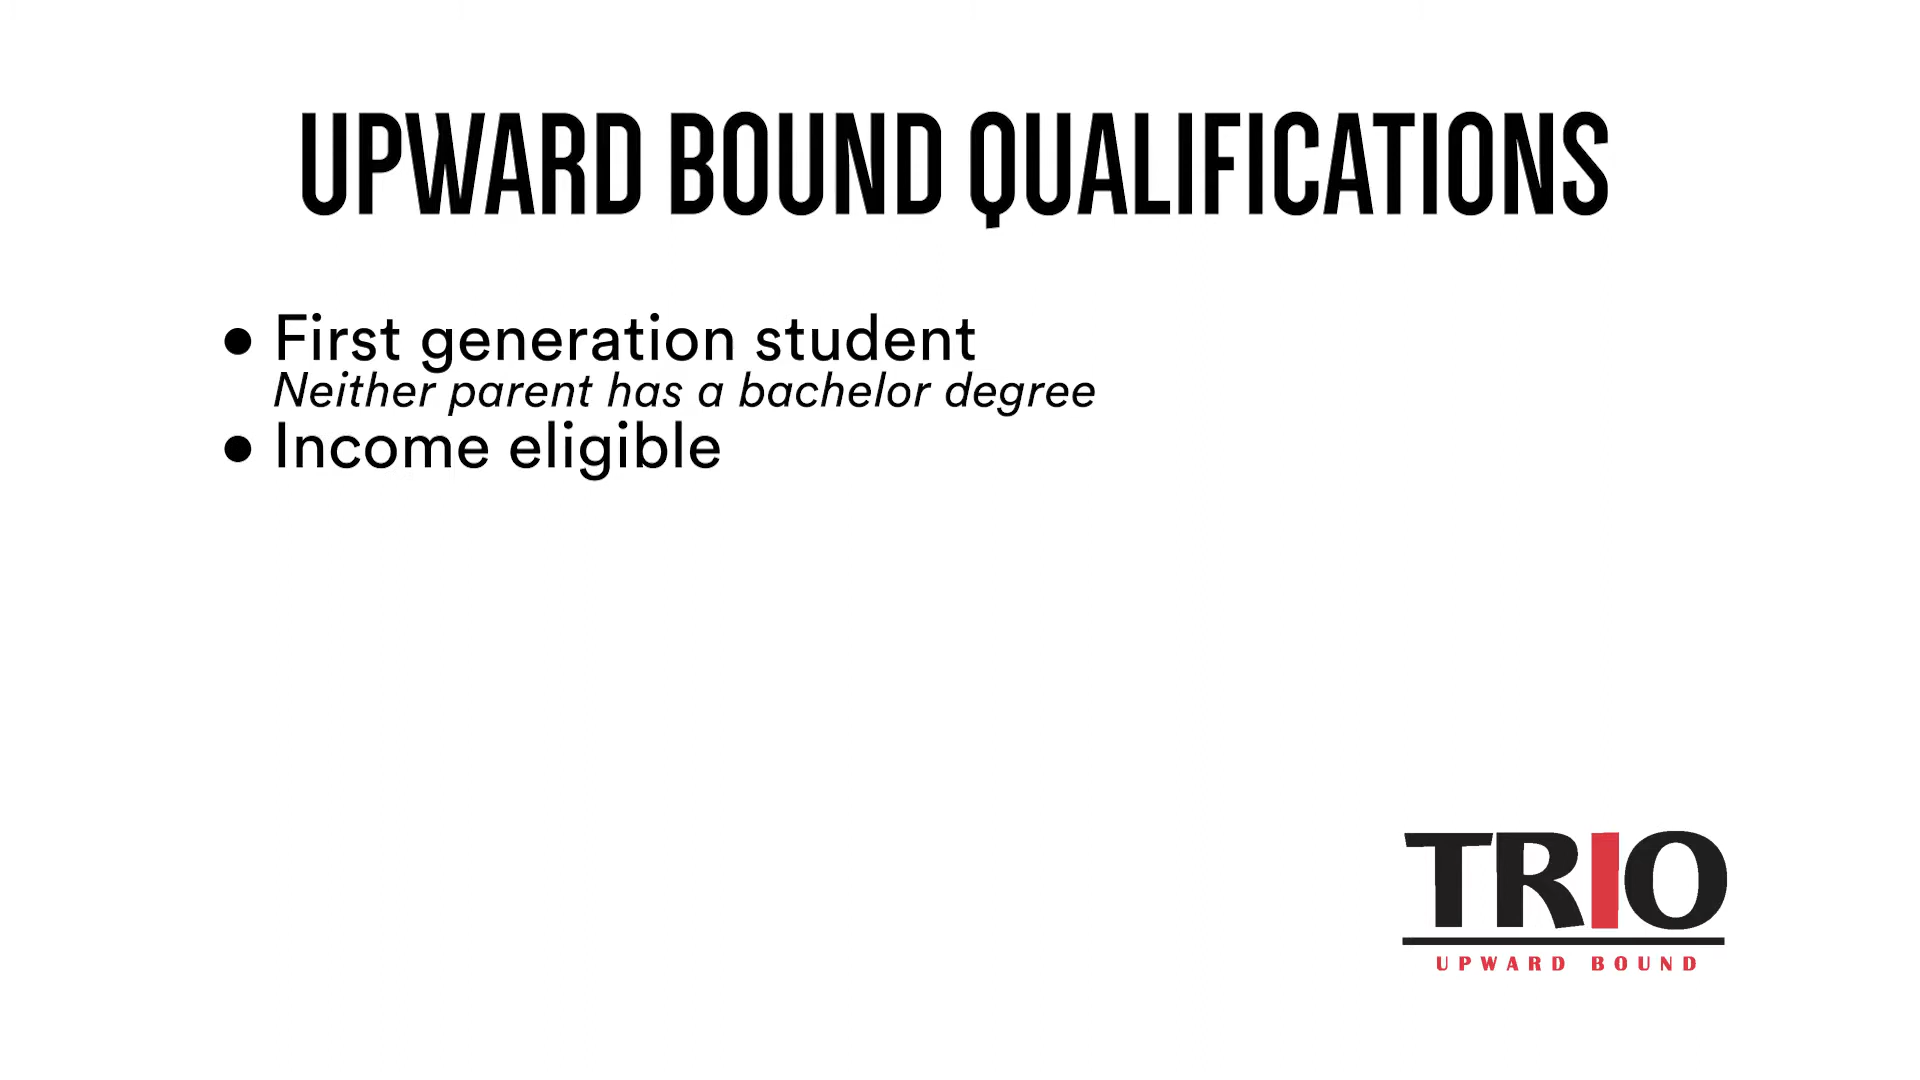 UPWARD BOUND QUALIFICATIONS
● First generation student
Neither parent has a bachelor degree
● Income eligible
TRIO
UPWARD BOUND